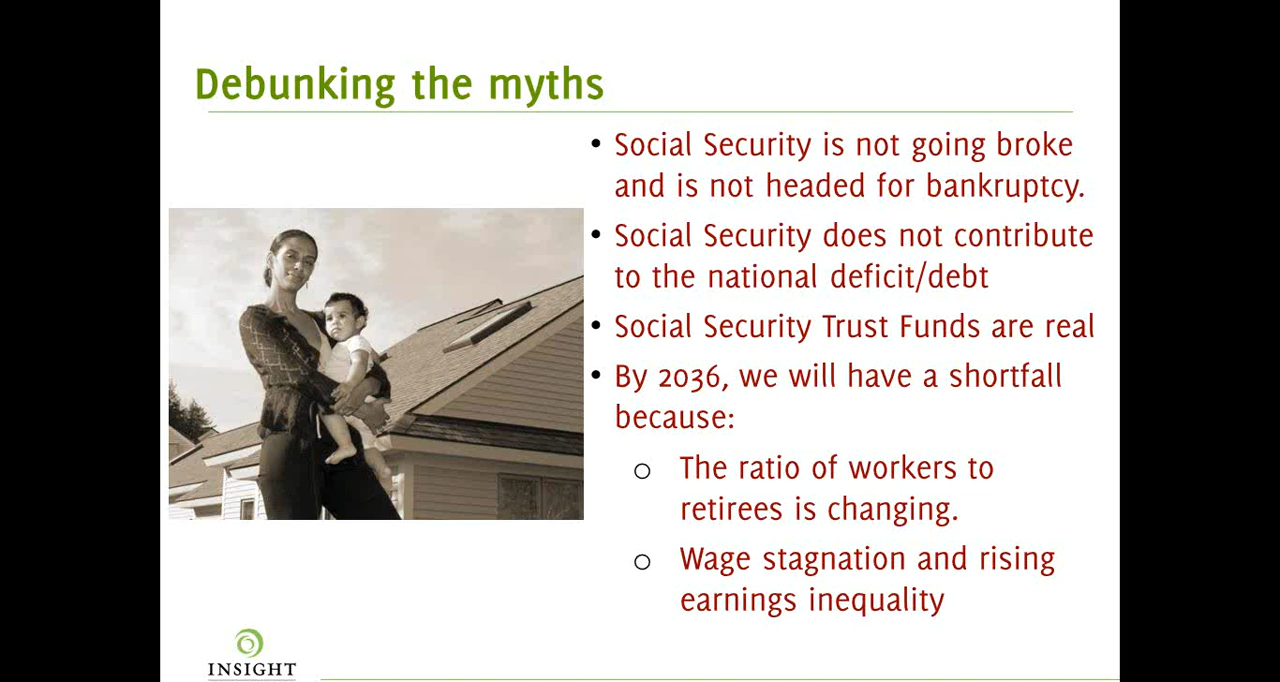 Debunking the myths
• Social Security is not going broke
and is not headed for bankruptcy.
• Social Security does not contribute
to the national deficit/debt
• Social Security Trust Funds are real
• By 2036, we will have a shortfall
because:
o The ratio of workers to
retirees is changing.
o Wage stagnation and rising
earnings inequality
INSIGHT